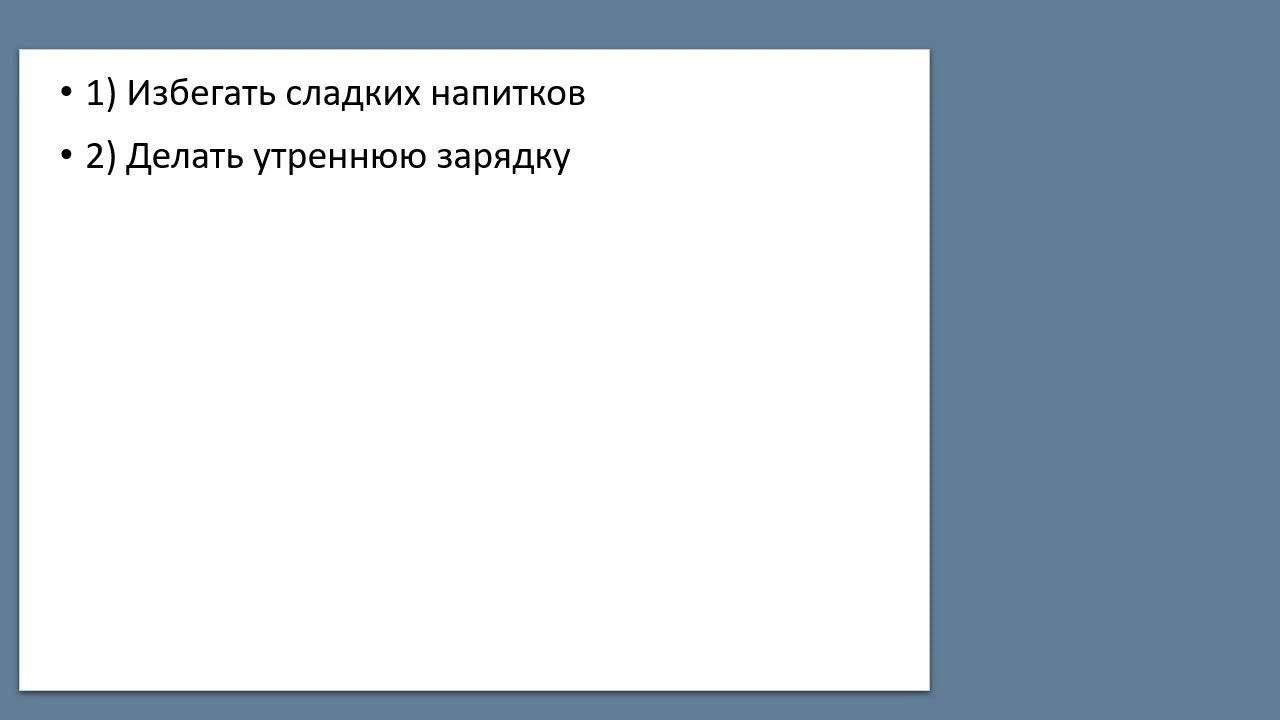 • 1) Избегать сладких напитков
• 2) Делать утреннюю зарядку